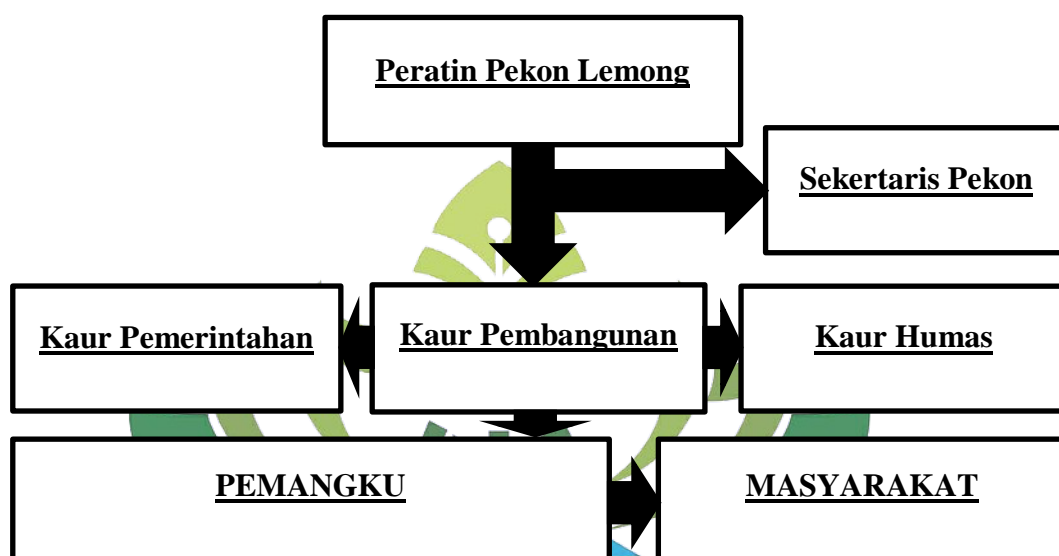 Peratin Pekon Lemong
Sekertaris Pekon
Kaur Pemerintahan
Kaur Pembangunan
Kaur Humas
PEMANGKU
MASYARAKAT